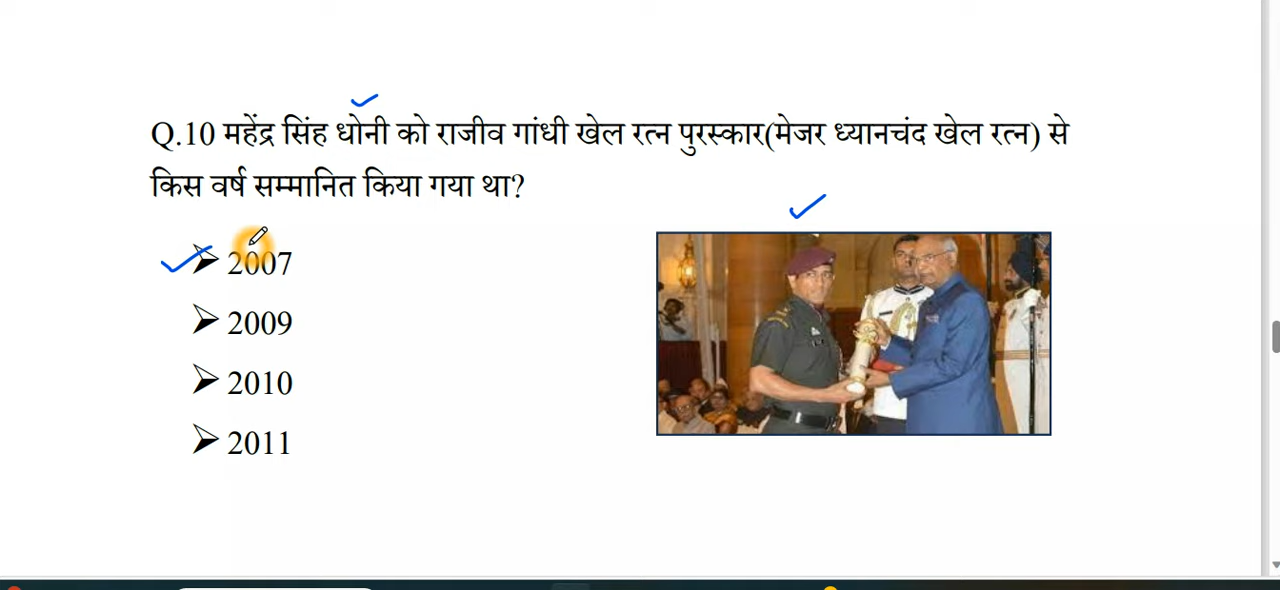 Q.10 महेंद्र सिंह धोनी को राजीव गांधी खेल रत्न पुरस्कार(मेजर ध्यानचंद खेल रत्न) से
किस वर्ष सम्मानित किया गया था?
➢ 2007
➢ 2009
➢ 2010
➢ 2011